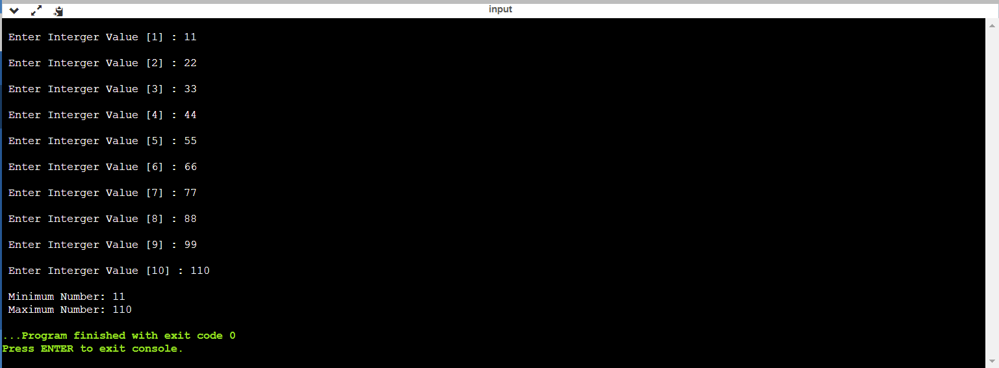 input
Enter Interger Value [1] : 11
Enter Interger Value [2] : 22
Enter Interger Value [3] : 33
Enter Interger Value [4] : 44
Enter Interger Value [5] : 55
Enter Interger Value [6] : 66
Enter Interger Value [7] : 77
Enter Interger Value [8] : 88
Enter Interger Value [9] : 99
Enter Interger Value [10] : 110
Minimum Number: 11
Maximum Number: 110
...Program finished with exit code 0
Press ENTER to exit console.